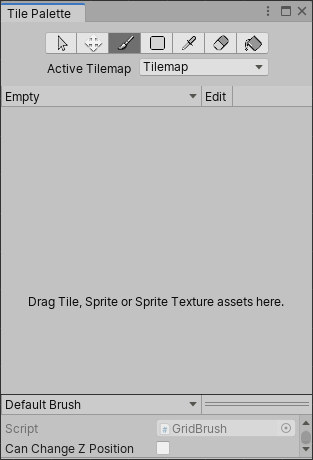 Tile Palette
Active Tilemap Tilemap
Empty Edit
Drag Tile, Sprite or Sprite Texture assets here.
Default Brush
Script # GridBrush
Can Change Z Position